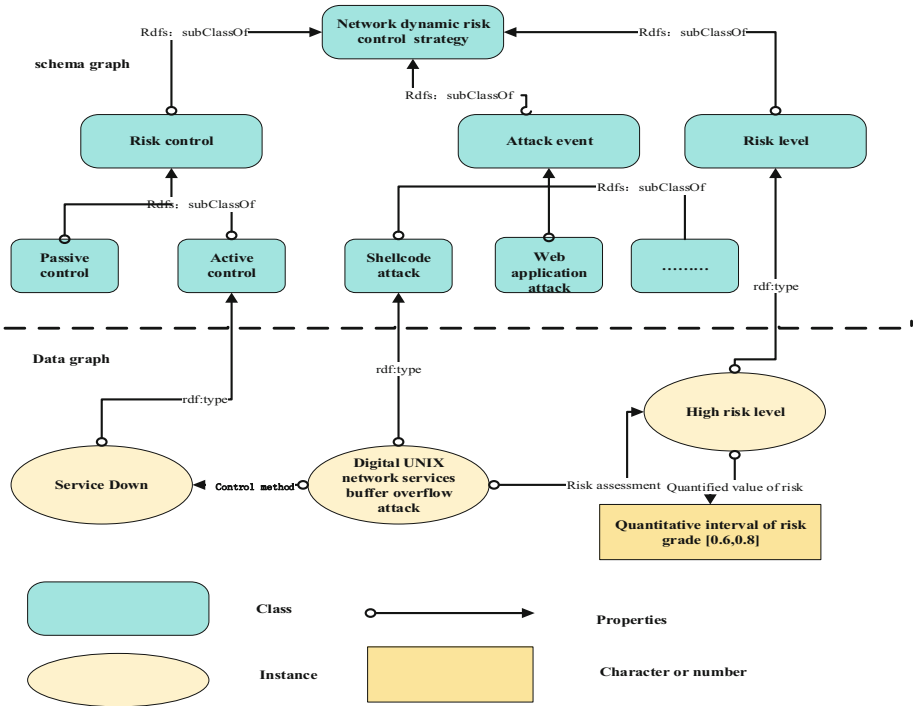 Network dynamic risk
control strategy
Rdfs: subClassOf
Rdfs: subClassOf
schema graph
Rdfs: subClassOf
Risk control
Attack event
Risk level
Rdfs: subClassOf
Rdfs: subClassOf
Passive
control
Active
control
Shellcode
attack
Web
application
attack
.........
rdf:type
Data graph
rdf:type
rdf:type
High risk level
Service Down
Control method
Digital UNIX
network services
buffer overflow
attack
Risk assessment
Quantified value of risk
Quantitative interval of risk
grade [0.6,0.8]
Class
Properties
Instance
Character or number